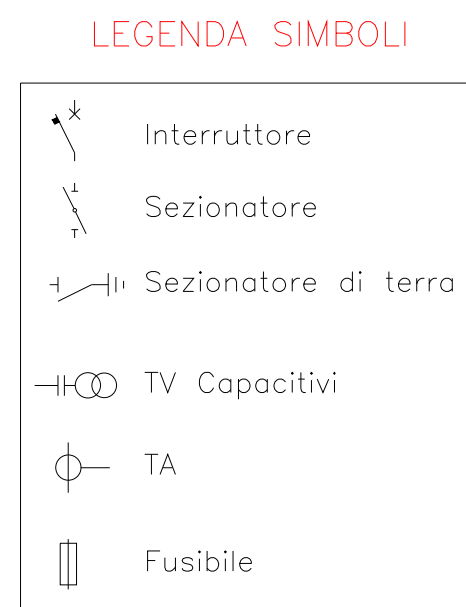 LEGENDA SIMBOLI
Interruttore
Sezionatore
Sezionatore di terra
TV Capacitivi
TA
Fusibile